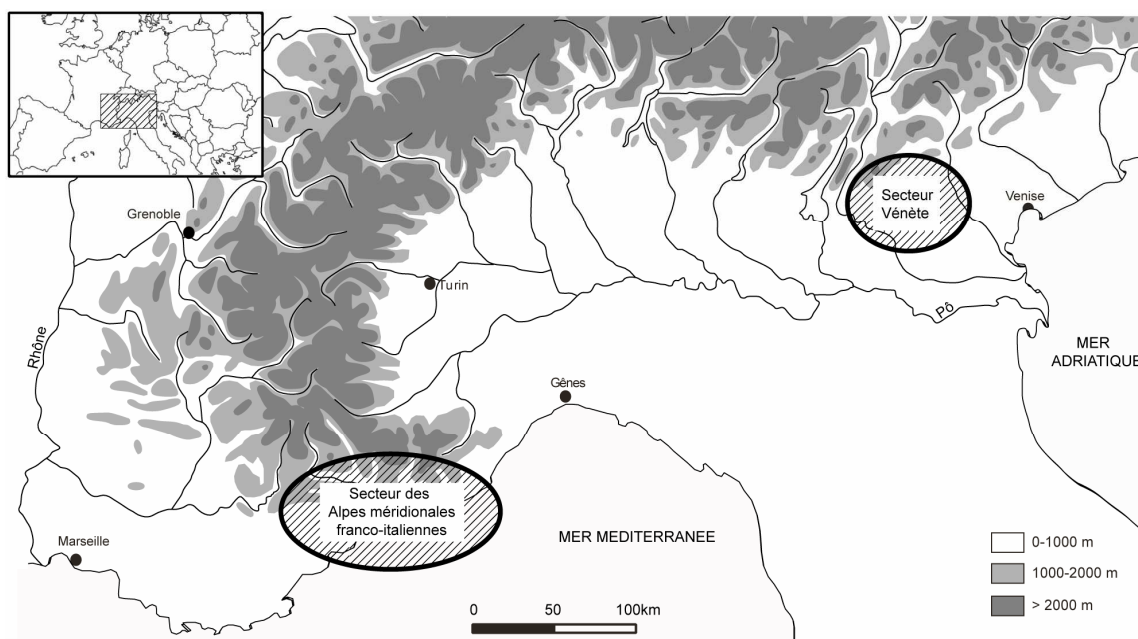 Grenoble
Rhône
Turin
Gênes
Marseille
Secteur des
Alpes méridionales
franco-italiennes
Secteur
Vénète
Venise
Pô
MER
ADRIATIQUE
MER MEDITERRANEE
0-1000 m
1000-2000 m
> 2000 m
0 50 100km